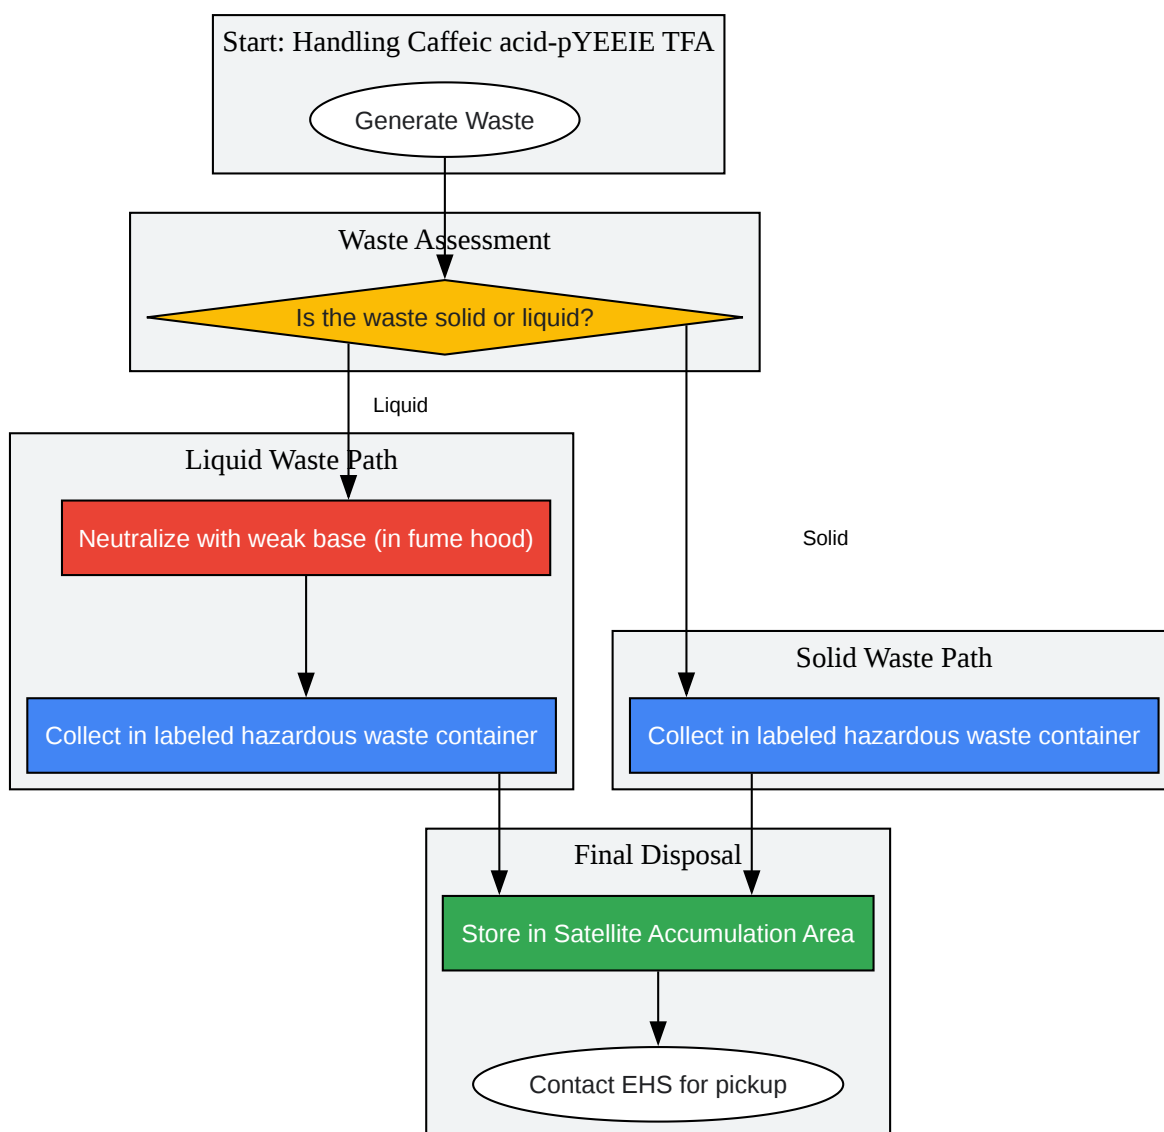 Start: Handling Caffeic acid-pYEEIE TFA
Generate Waste
Waste Assessment
Is the waste solid or liquid?
Liquid
Liquid Waste Path
Neutralize with weak base (in fume hood)
Solid
Solid Waste Path
Collect in labeled hazardous waste container
Collect in labeled hazardous waste container
Final Disposal
Store in Satellite Accumulation Area
Contact EHS for pickup